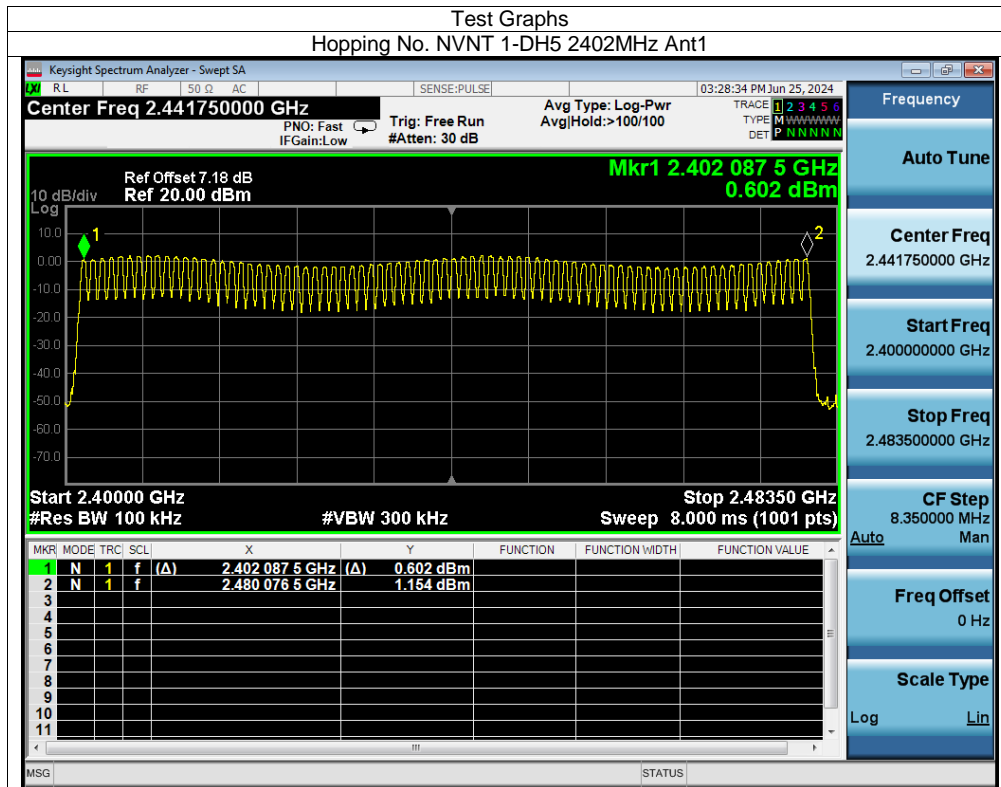 Test Graphs
Hopping No. NVNT 1-DH5 2402MHz Ant1
Keysight Spectrum Analyzer - Swept SA
LXI RL RF 50 Ω AC SENSE:PULSE 03:28:34 PM Jun 25, 2024
Center Freq 2.441750000 GHz
PNO: Fast
IFGain:Low
Trig: Free Run
#Atten: 30 dB
Avg Type: Log-Pwr
Avg|Hold:>100/100
TRACE 1 2 3 4 5 6
TYPE M WWWWW
DET P N N N N N
Ref Offset 7.18 dB
Ref 20.00 dBm
Mkr1 2.402 087 5 GHz
0.602 dBm
10 dB/div
Log
10.0
0.00
-10.0
-20.0
-30.0
-40.0
-50.0
-60.0
-70.0
1
2
Start 2.40000 GHz
Stop 2.48350 GHz
#Res BW 100 kHz
#VBW 300 kHz
Sweep 8.000 ms (1001 pts)
MKR MODE TRC SCL X Y FUNCTION FUNCTION WIDTH FUNCTION VALUE
1 N 1 f (Δ) 2.402 087 5 GHz (Δ) 0.602 dBm
2 N 1 f 2.480 076 5 GHz 1.154 dBm
3
4
5
6
7
8
9
10
11
MSG
STATUS
Frequency
Auto Tune
Center Freq
2.441750000 GHz
Start Freq
2.400000000 GHz
Stop Freq
2.483500000 GHz
CF Step
8.350000 MHz
Auto Man
Freq Offset
0 Hz
Scale Type
Log Lin